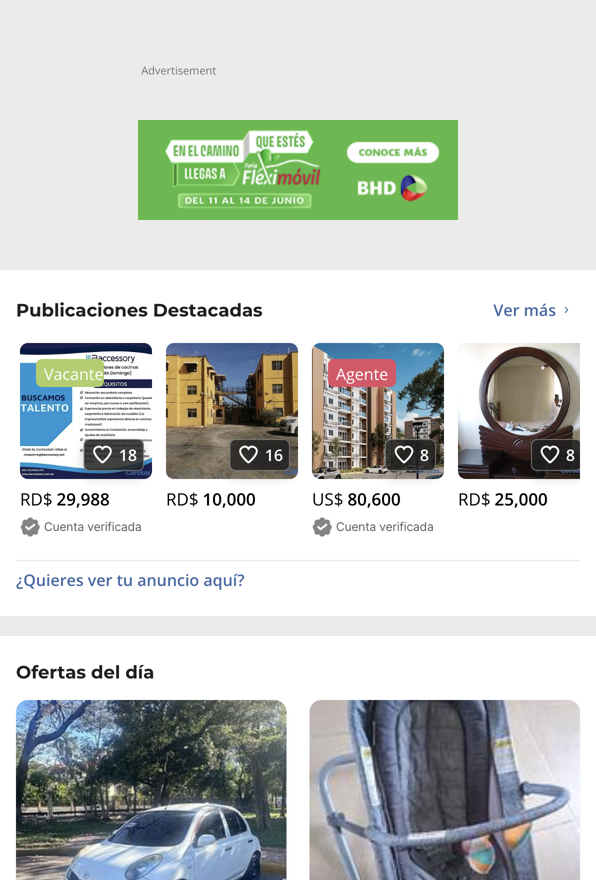 Advertisement
EN EL CAMINO QUE ESTÉS
LLEGAS A Feria Fleximóvil
DEL 11 AL 14 DE JUNIO
CONOCE MÁS
BHD
Publicaciones Destacadas
Ver más
Baccessory
Vacante
REQUISITOS
BUSCAMOS
TALENTO
18
16
Agente
8
8
RD$ 29,988
RD$ 10,000
US$ 80,600
RD$ 25,000
Cuenta verificada
Cuenta verificada
¿Quieres ver tu anuncio aquí?
Ofertas del día